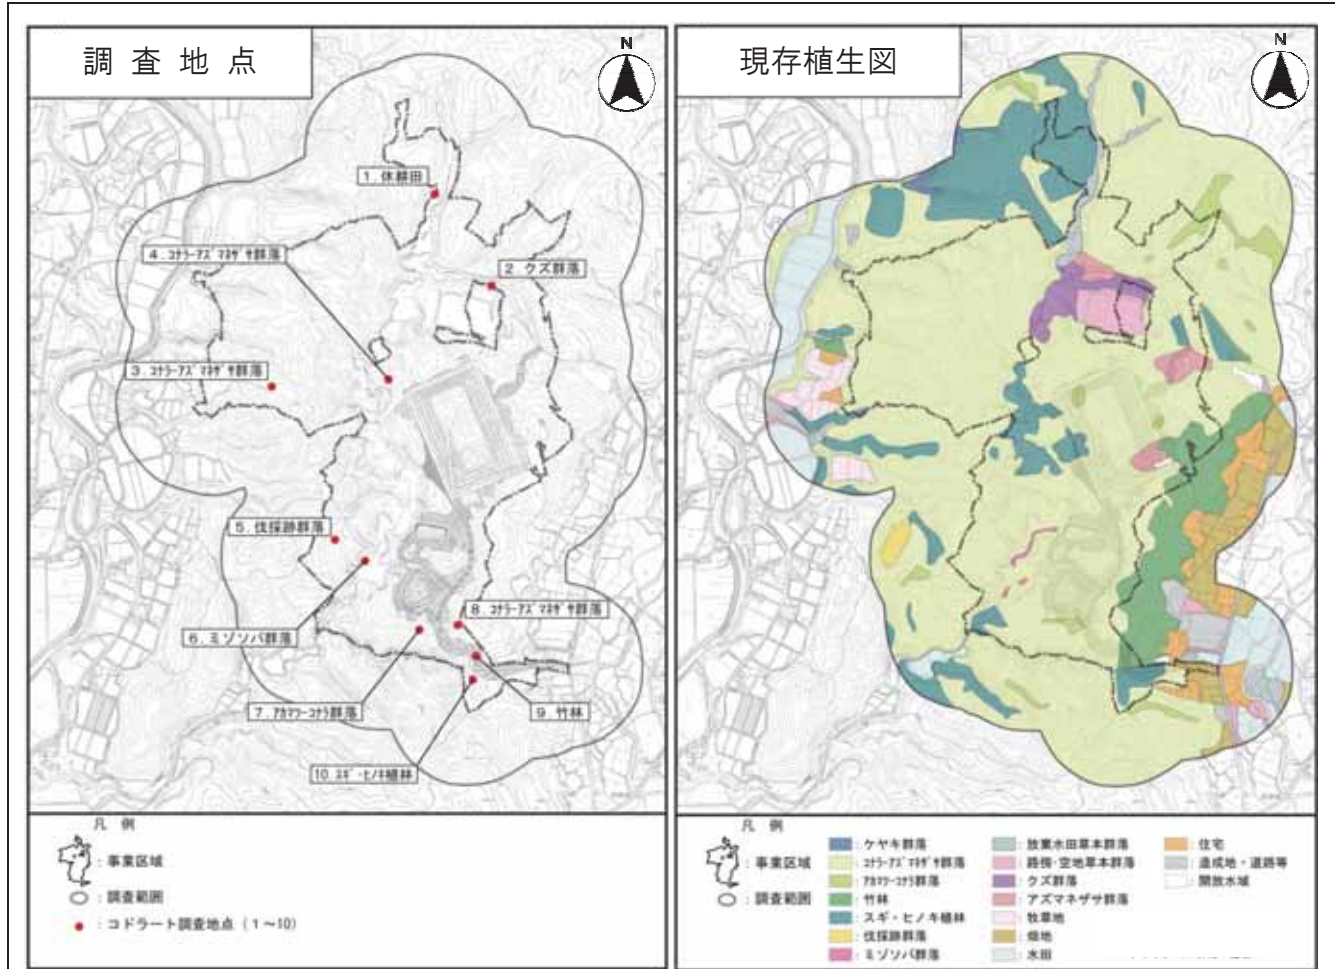 調 査 地 点
N
1. 休耕田
2. クズ群落
4. コナラ-アズマネザサ群落
3. コナラ-アズマネザサ群落
5. 伐採跡群落
6. ミゾソバ群落
8. コナラ-アズマネザサ群落
7. アカマツ-コナラ群落
9. 竹林
10. スギ・ヒノキ植林
凡 例
: 事業区域
: 調査範囲
: コドラート調査地点 (1～10)
現存植生図
N
凡 例
: 事業区域
: 調査範囲
: ケヤキ群落
: コナラ-アズマネザサ群落
: アカマツ-コナラ群落
: 竹林
: スギ・ヒノキ植林
: 伐採跡群落
: ミゾソバ群落
: 放棄水田草本群落
: 路傍・空地草本群落
: クズ群落
: アズマネザサ群落
: 牧草地
: 畑地
: 水田
: 住宅
: 造成地・道路等
: 開放水域